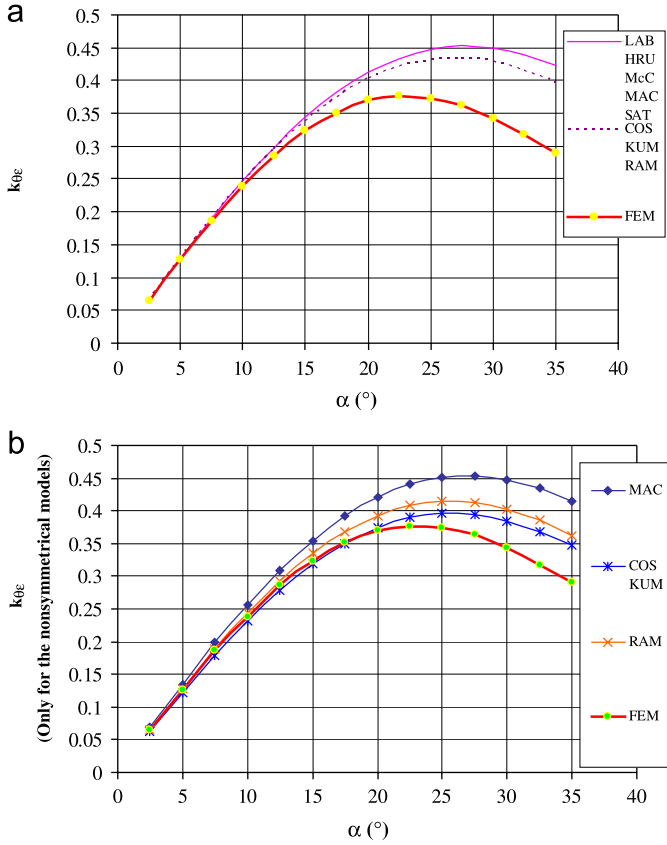 a
0.5
0.45
0.4
0.35
0.3
0.25
0.2
0.15
0.1
0.05
0
kθε
0 5 10 15 20 25 30 35 40
α (°)
LAB
HRU
McC
MAC
SAT
COS
KUM
RAM
FEM
b
0.5
0.45
0.4
0.35
0.3
0.25
0.2
0.15
0.1
0.05
0
kθε
(Only for the nonsymmetrical models)
0 5 10 15 20 25 30 35 40
α (°)
MAC
COS
KUM
RAM
FEM